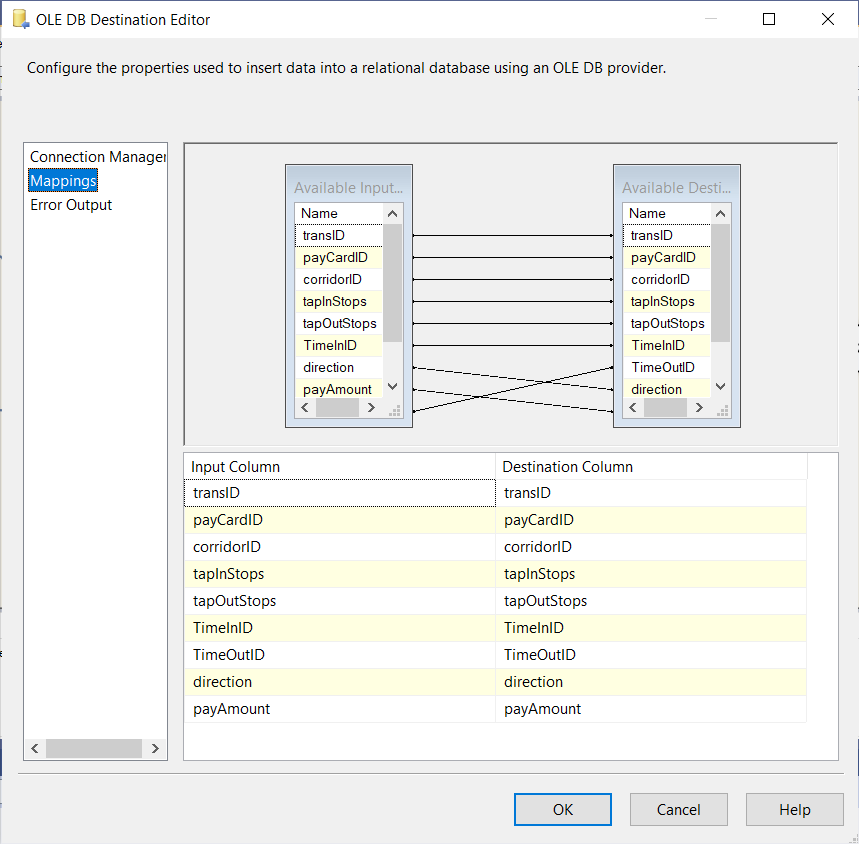 OLE DB Destination Editor
Configure the properties used to insert data into a relational database using an OLE DB provider.
Connection Manager
Mappings
Error Output
Available Input...
Name
transID
payCardID
corridorID
tapInStops
tapOutStops
TimeInID
direction
payAmount
Available Desti...
Name
transID
payCardID
corridorID
tapInStops
tapOutStops
TimeInID
TimeOutID
direction
Input Column Destination Column
transID transID
payCardID payCardID
corridorID corridorID
tapInStops tapInStops
tapOutStops tapOutStops
TimeInID TimeInID
TimeOutID TimeOutID
direction direction
payAmount payAmount
OK Cancel Help